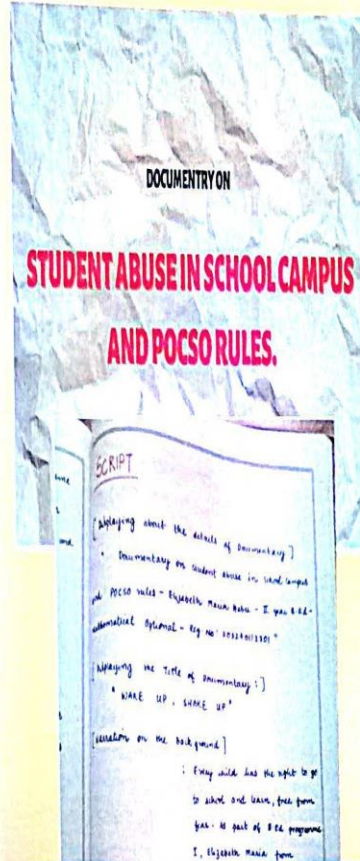 DOCUMENTRY ON
STUDENT ABUSE IN SCHOOL CAMPUS
AND POCSO RULES.
SCRIPT
[Displaying about the details of Documentary]
" Documentary on student abuse in school campus
and POCSO rules - Elizabeth Maria - II year B.Ed-
Mathematical Optional - Reg No:
[Displaying the Title of Documentary :]
" WAKE UP , SHAKE UP"
[Narration on the background]
: Every child has the right to go
to school and learn, free from
fear. As part of B.Ed programme
I, Elizabeth Maria from